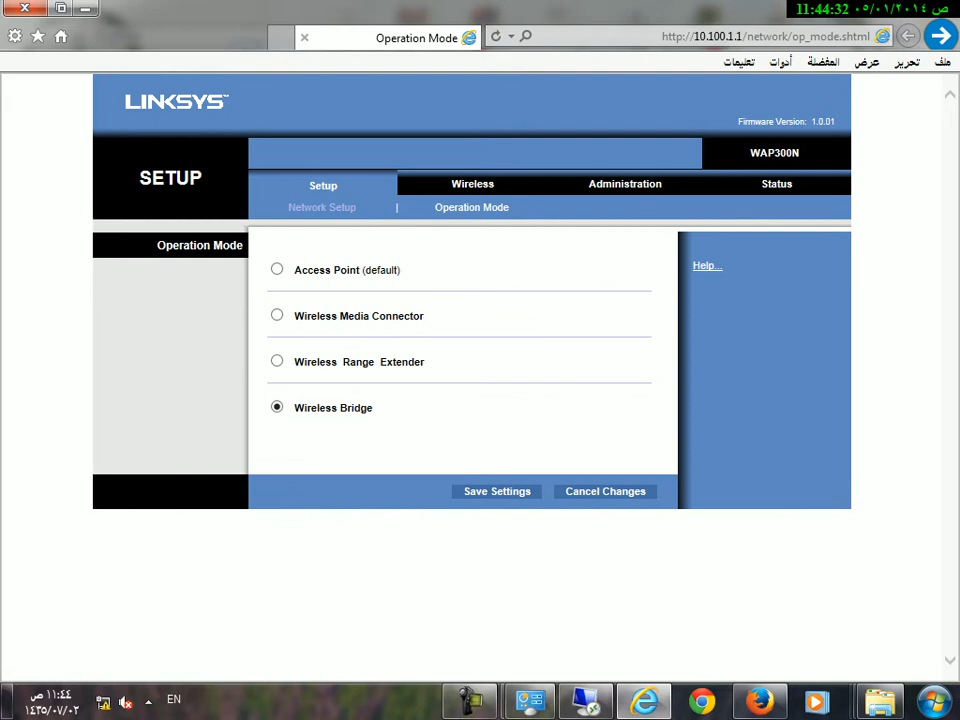 11:44:32 ص ٠٥/٠١/٢٠١٤
Operation Mode
http://10.100.1.1/network/op_mode.shtml
ملف تحرير عرض المفضلة أدوات تعليمات
LINKSYS™
Firmware Version: 1.0.01
WAP300N
SETUP
Setup Wireless Administration Status
Network Setup | Operation Mode
Operation Mode
Help...
Access Point (default)
Wireless Media Connector
Wireless Range Extender
Wireless Bridge
Save Settings Cancel Changes
EN
١١:٤٤ ص
١٤٣٥/٠٧/٠٢